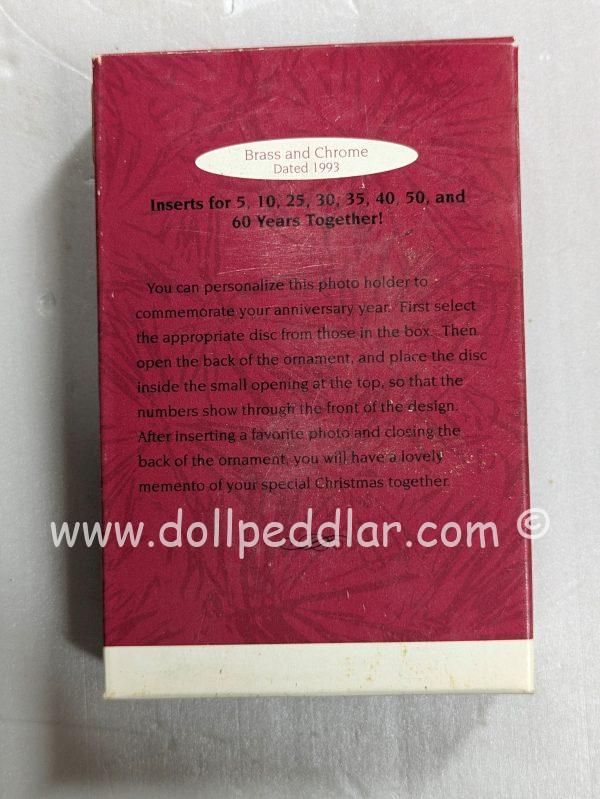 Brass and Chrome
Dated 1993
Inserts for 5, 10, 25, 30, 35, 40, 50, and
60 Years Together!
You can personalize this photo holder to
commemorate your anniversary year. First select
the appropriate disc from those in the box. Then
open the back of the ornament, and place the disc
inside the small opening at the top, so that the
numbers show through the front of the design.
After inserting a favorite photo and closing the
back of the ornament, you will have a lovely
memento of your special Christmas together.
www.dollpeddlar.com ©